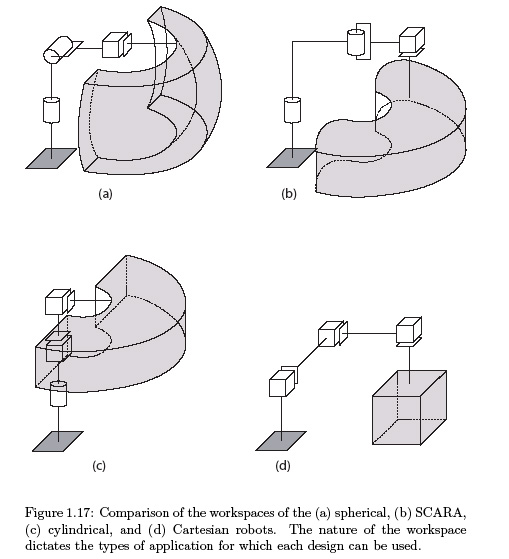 (a)
(b)
(c)
(d)
Figure 1.17: Comparison of the workspaces of the (a) spherical, (b) SCARA,
(c) cylindrical, and (d) Cartesian robots. The nature of the workspace
dictates the types of application for which each design can be used.